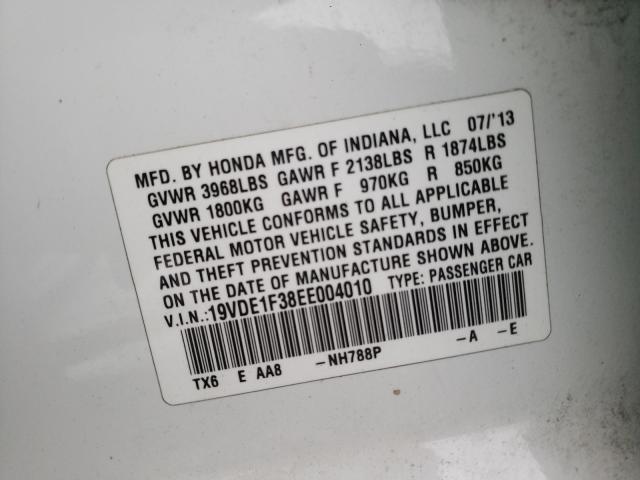 MFD. BY HONDA MFG. OF INDIANA, LLC 07/'13
GVWR 3968LBS GAWR F 2138LBS R 1874LBS
GVWR 1800KG GAWR F 970KG R 850KG
THIS VEHICLE CONFORMS TO ALL APPLICABLE
FEDERAL MOTOR VEHICLE SAFETY, BUMPER,
AND THEFT PREVENTION STANDARDS IN EFFECT
ON THE DATE OF MANUFACTURE SHOWN ABOVE.
V.I.N.:19VDE1F38EE004010 TYPE: PASSENGER CAR
TX6 E AA8 -NH788P -A -E